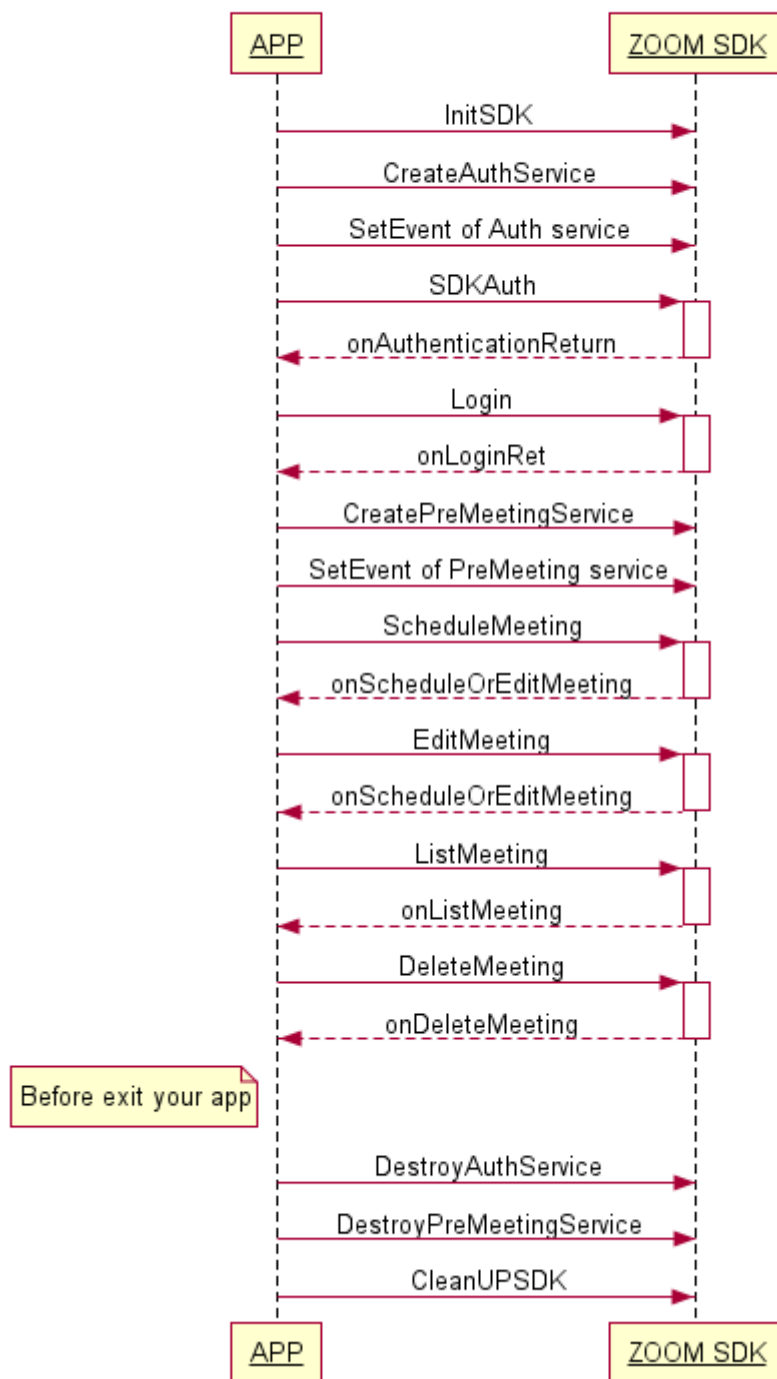 APP
ZOOM SDK
InitSDK
CreateAuthService
SetEvent of Auth service
SDKAuth
onAuthenticationReturn
Login
onLoginRet
CreatePreMeetingService
SetEvent of PreMeeting service
ScheduleMeeting
onScheduleOrEditMeeting
EditMeeting
onScheduleOrEditMeeting
ListMeeting
onListMeeting
DeleteMeeting
onDeleteMeeting
Before exit your app
DestroyAuthService
DestroyPreMeetingService
CleanUPSDK
APP
ZOOM SDK